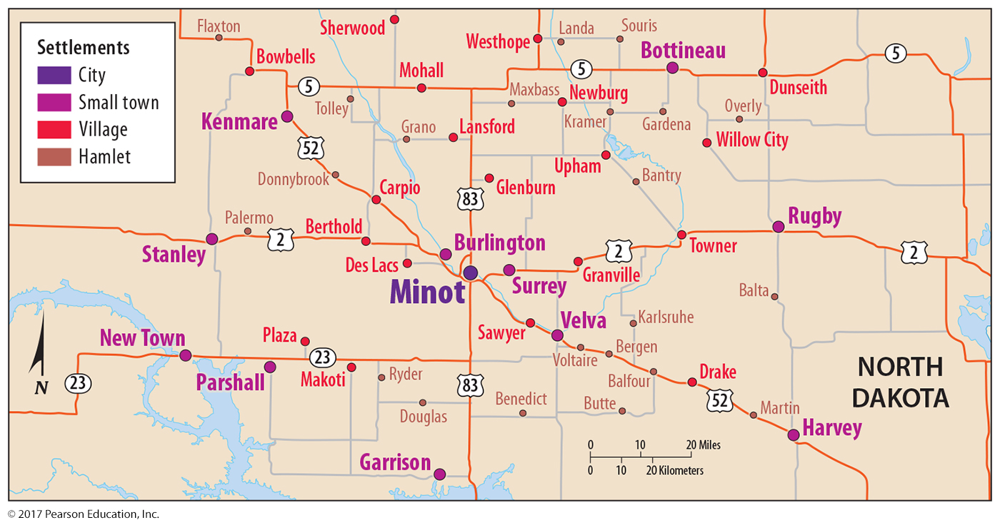 Settlements
City
Small town
Village
Hamlet
Flaxton
Sherwood
Westhope
Landa
Souris
Bowbells
Bottineau
5
Mohall
5
5
Dunseith
Tolley
Maxbass
Newburg
Kenmare
Kramer
Gardena
Overly
Grano
Lansford
Willow City
52
Upham
Donnybrook
Bantry
Carpio
Glenburn
83
Palermo
Berthold
Rugby
2
Stanley
Burlington
2
Towner
2
Des Lacs
Granville
Minot
Surrey
Balta
Karlsruhe
Velva
Sawyer
New Town
Plaza
23
Voltaire
Bergen
NORTH
DAKOTA
N
23
Parshall
Makoti
Ryder
83
Balfour
Drake
52
Douglas
Benedict
Butte
Martin
Harvey
Garrison
0 10 20 Miles
0 10 20 Kilometers
© 2017 Pearson Education, Inc.